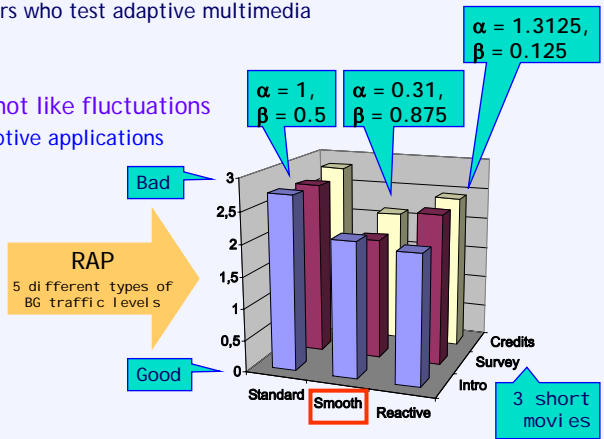 ers who test adaptive multimedia
not like fluctuations
ptive applications
α = 1.3125,
β = 0.125
α = 1,
β = 0.5
α = 0.31,
β = 0.875
Bad
3
2,5
2
1,5
1
0,5
0
Good
RAP
5 different types of
BG traffic levels
Standard
Smooth
Reactive
Intro
Survey
Credits
3 short
movies